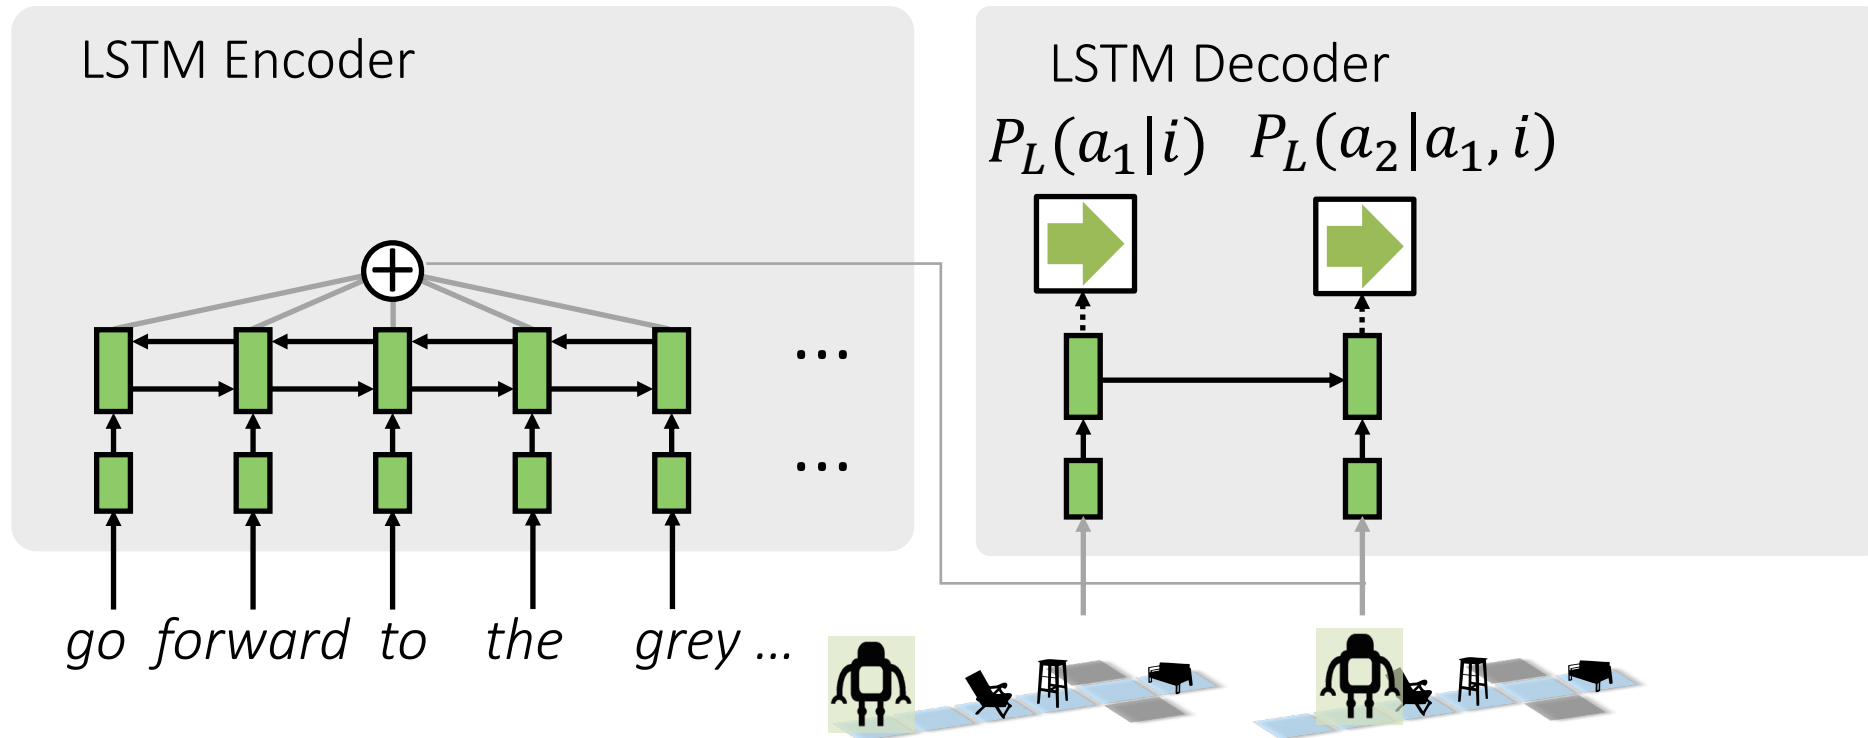 LSTM Encoder
LSTM Decoder
P_L(a_1|i)
P_L(a_2|a_1, i)
...
...
go forward to the grey ...